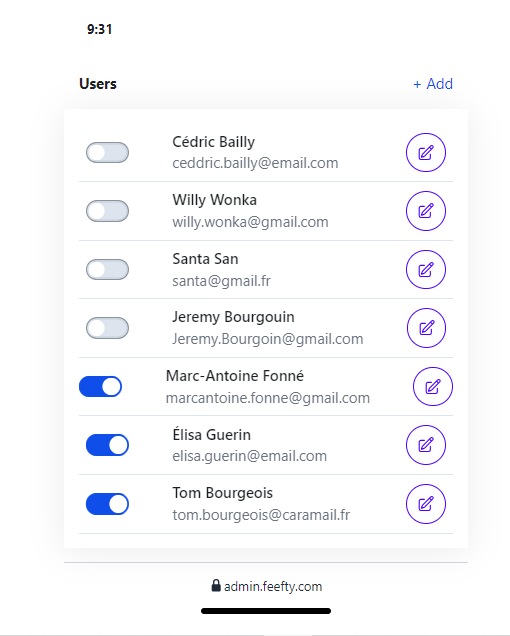 9:31
Users
+ Add
Cédric Bailly
ceddric.bailly@email.com
Willy Wonka
willy.wonka@gmail.com
Santa San
santa@gmail.fr
Jeremy Bourgouin
Jeremy.Bourgoin@gmail.com
Marc-Antoine Fonné
marcantoine.fonne@gmail.com
Élisa Guerin
elisa.guerin@email.com
Tom Bourgeois
tom.bourgeois@caramail.fr
admin.feefty.com